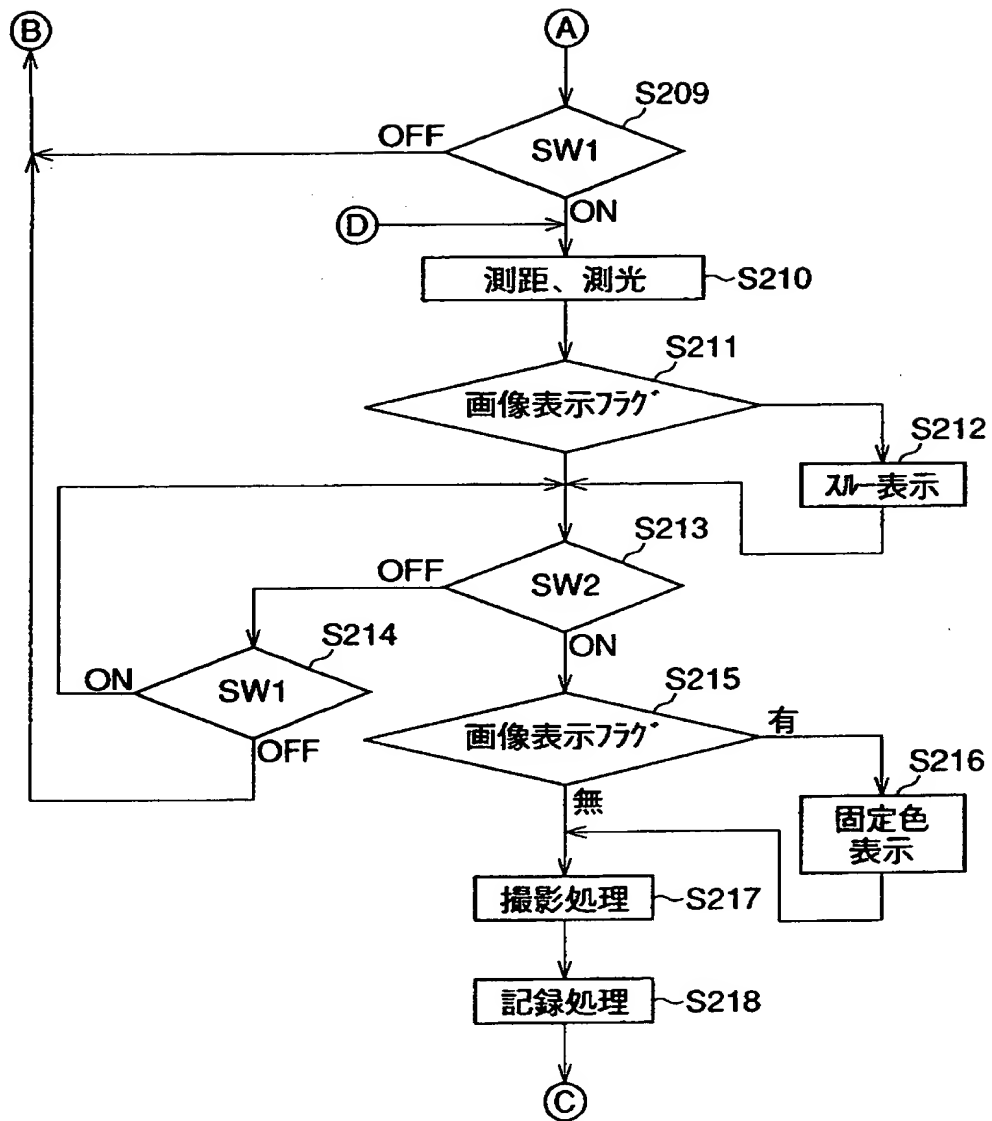 B
A
S209
OFF
SW1
ON
D
測距、測光
S210
S211
画像表示ﾌﾗｸﾞ
S212
ｽﾙー表示
S213
OFF
SW2
ON
S214
ON
SW1
OFF
S215
画像表示ﾌﾗｸﾞ
有
無
S216
固定色
表示
撮影処理
S217
記録処理
S218
C